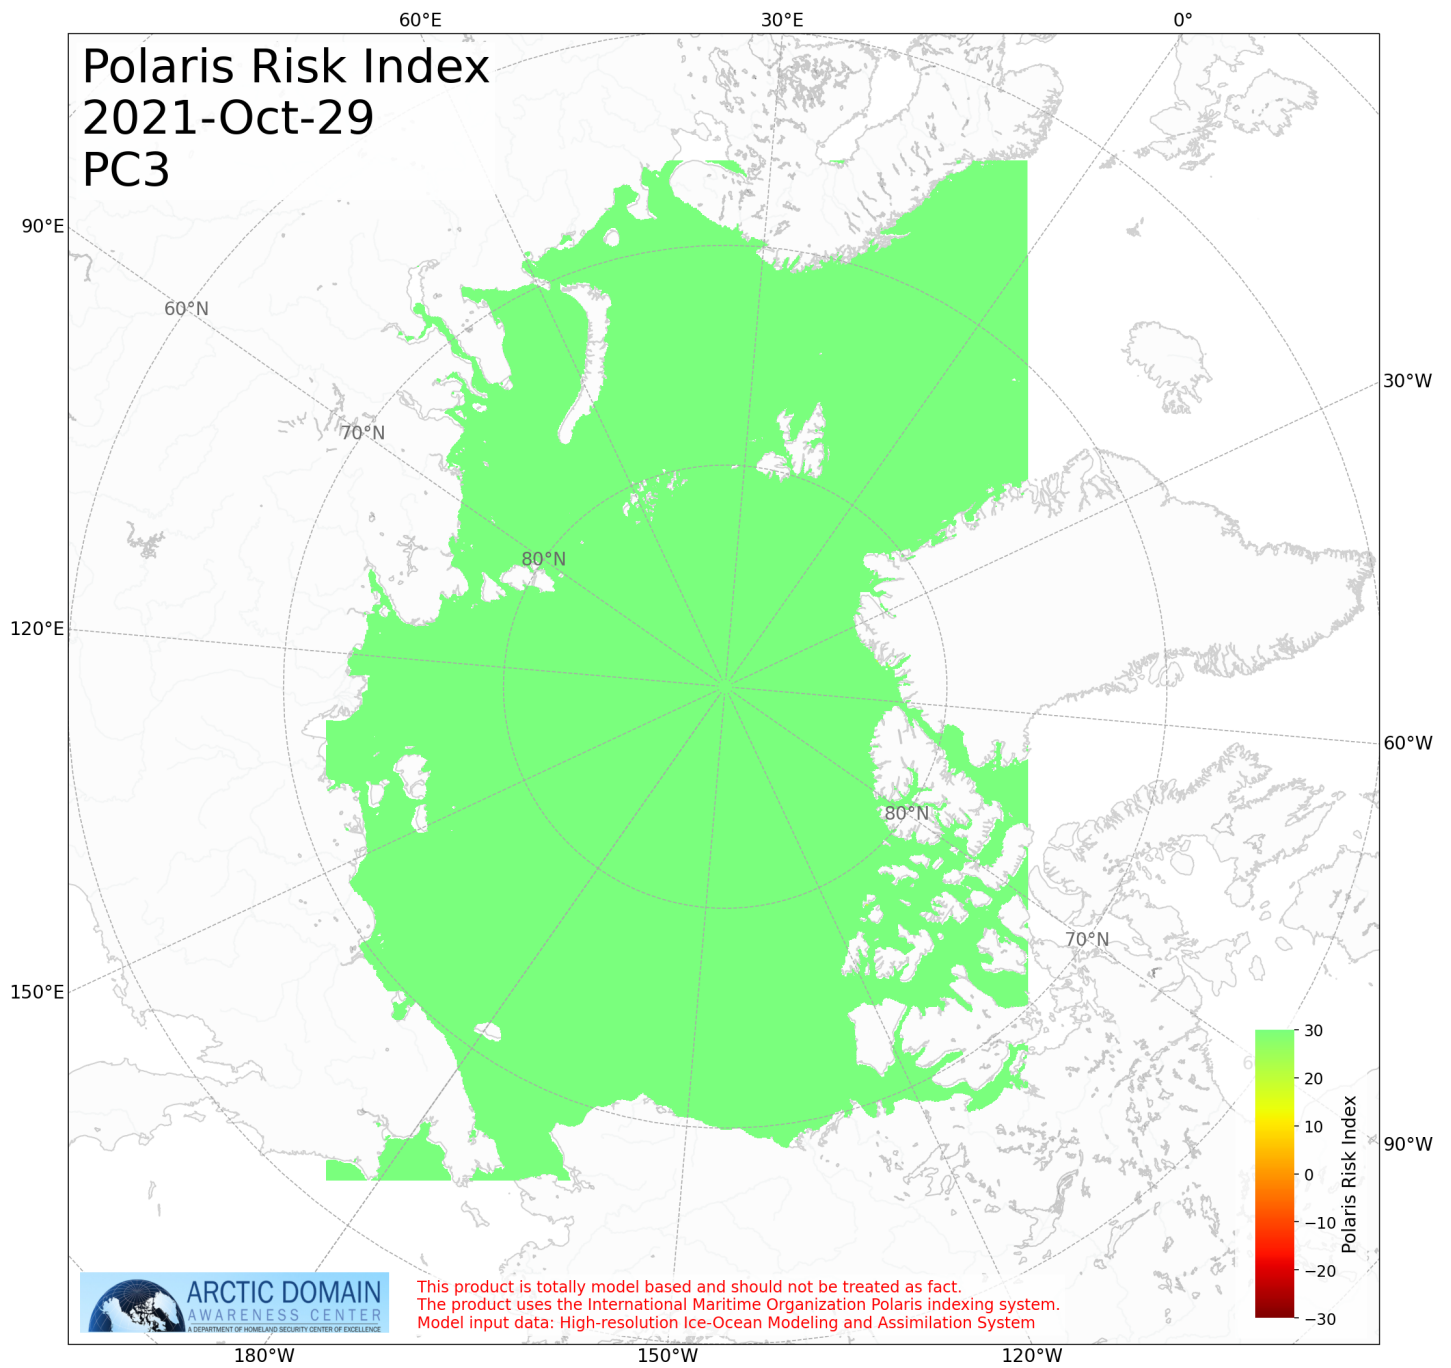 60°E 30°E 0°
Polaris Risk Index
2021-Oct-29
PC3
90°E
60°N
30°W
70°N
80°N
120°E
60°W
80°N
70°N
150°E
30
20
10
0
−10
−20
−30
Polaris Risk Index
90°W
ARCTIC DOMAIN
AWARENESS CENTER
A DEPARTMENT OF HOMELAND SECURITY CENTER OF EXCELLENCE
This product is totally model based and should not be treated as fact.
The product uses the International Maritime Organization Polaris indexing system.
Model input data: High-resolution Ice-Ocean Modeling and Assimilation System
180°W 150°W 120°W